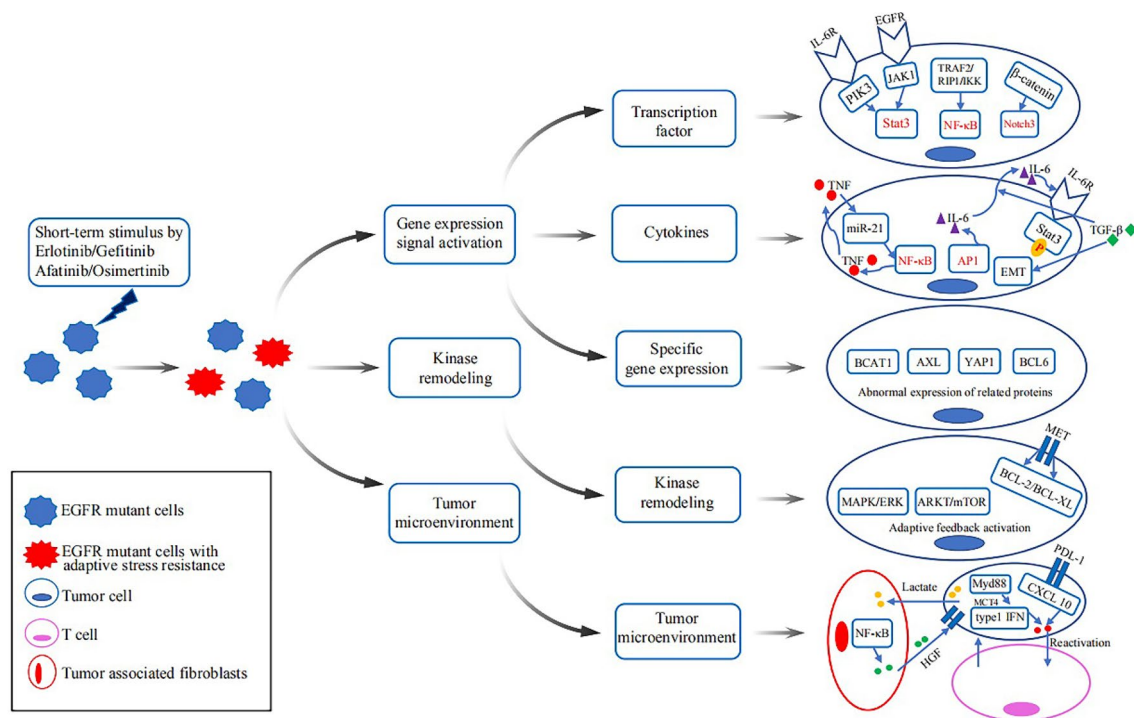 Short-term stimulus by
Erlotinib/Gefitinib
Afatinib/Osimertinib
Gene expression
signal activation
Kinase
remodeling
Tumor
microenvironment
Transcription
factor
Cytokines
Specific
gene expression
Kinase
remodeling
Tumor
microenvironment
IL-6R
EGFR
PIK3
JAK1
TRAF2/
RIP1/IKK
β-catenin
Stat3
NF-κB
Notch3
TNF
miR-21
TNF
NF-κB
IL-6
AP1
IL-6
IL-6R
Stat3
P
EMT
TGF-β
BCAT1
AXL
YAP1
BCL6
Abnormal expression of related proteins
MET
BCL-2/BCL-XL
MAPK/ERK
ARKT/mTOR
Adaptive feedback activation
PDL-1
Lactate
Myd88
MCT4
type1 IFN
CXCL 10
NF-κB
HGF
Reactivation
EGFR mutant cells
EGFR mutant cells with
adaptive stress resistance
Tumor cell
T cell
Tumor associated fibroblasts